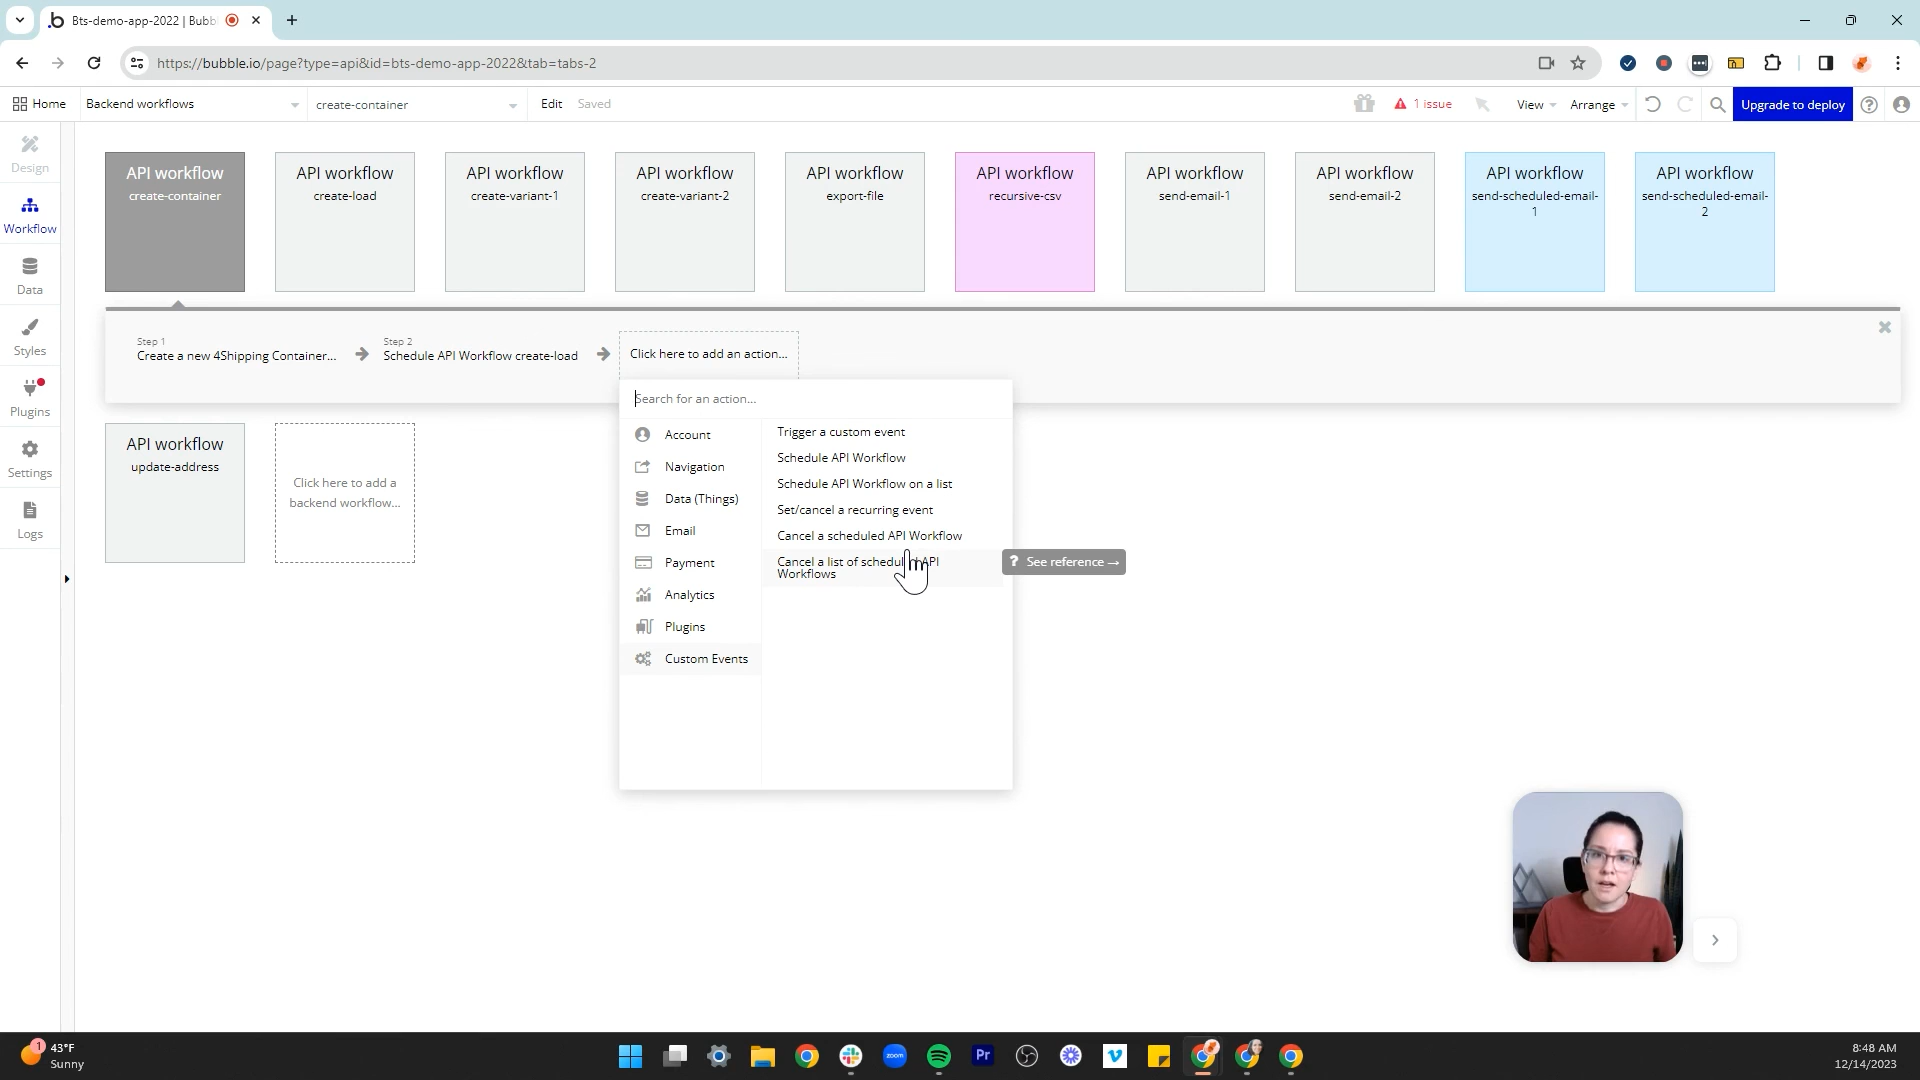 Bts-demo-app-2022 | Bubb
https://bubble.io/page?type=api&id=bts-demo-app-2022&tab=tabs-2
Home
Backend workflows
create-container
Edit
Saved
1 issue
View
Arrange
Upgrade to deploy
Design
Workflow
Data
Styles
Plugins
Settings
Logs
API workflow
create-container
API workflow
create-load
API workflow
create-variant-1
API workflow
create-variant-2
API workflow
export-file
API workflow
recursive-csv
API workflow
send-email-1
API workflow
send-email-2
API workflow
send-scheduled-email-
1
API workflow
send-scheduled-email-
2
Step 1
Create a new 4Shipping Container...
Step 2
Schedule API Workflow create-load
Click here to add an action...
Search for an action...
Account
Navigation
Data (Things)
Email
Payment
Analytics
Plugins
Custom Events
Trigger a custom event
Schedule API Workflow
Schedule API Workflow on a list
Set/cancel a recurring event
Cancel a scheduled API Workflow
Cancel a list of scheduled API
Workflows
? See reference →
API workflow
update-address
Click here to add a
backend workflow...
1
43°F
Sunny
zoom
Pr
8:48 AM
12/14/2023